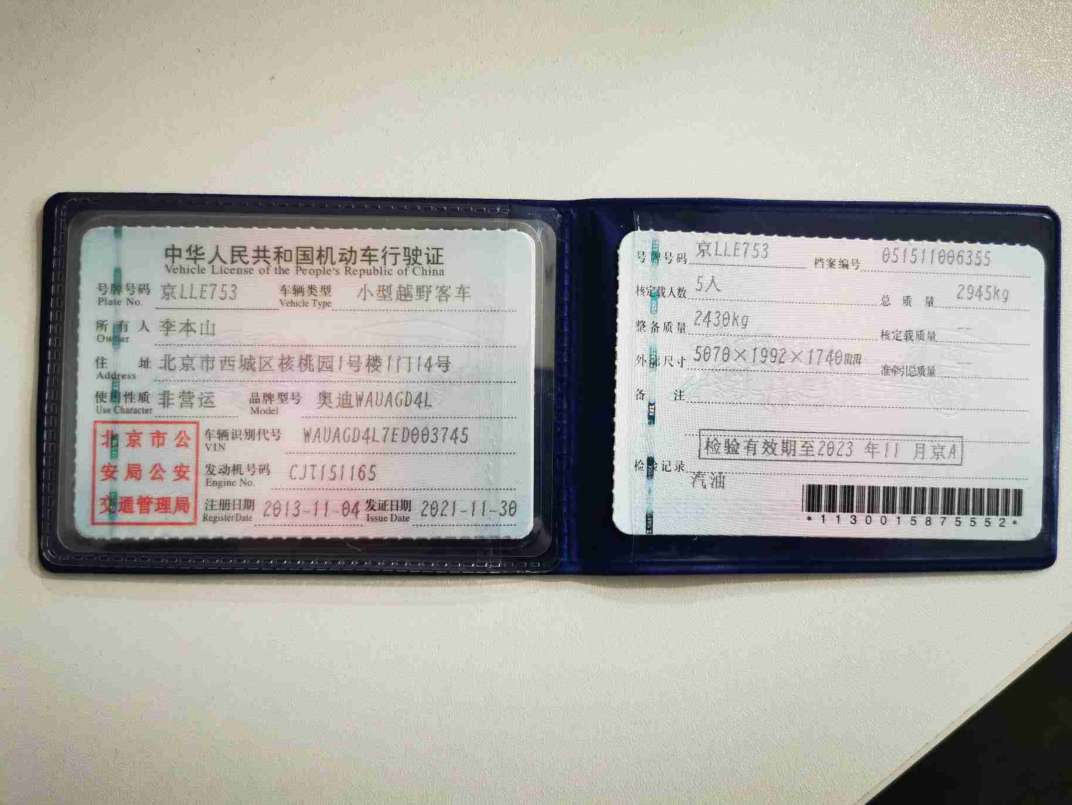 中华人民共和国机动车行驶证
Vehicle License of the People's Republic of China
号牌号码 京LLE753 车辆类型 小型越野客车
Plate No. Vehicle Type
所有人 李本山
Owner
住址 北京市西城区核桃园1号楼1门14号
Address
使用性质 非营运 品牌型号 奥迪WAUAGD4L
Use Character Model
北京市公安局公安交通管理局
车辆识别代号 WAUAGD4L7ED003745
VIN
发动机号码 CJT151165
Engine No.
注册日期 2013-11-04 发证日期 2021-11-30
Register Date Issue Date
号牌号码 京LLE753 档案编号 051511006355
核定载人数 5人 总质量 2945kg
整备质量 2430kg 核定载质量 --
外廓尺寸 5070×1992×1740mm 准牵引总质量
备注
检验有效期至2023年11月京A
检验记录
汽油
*1130015875552*